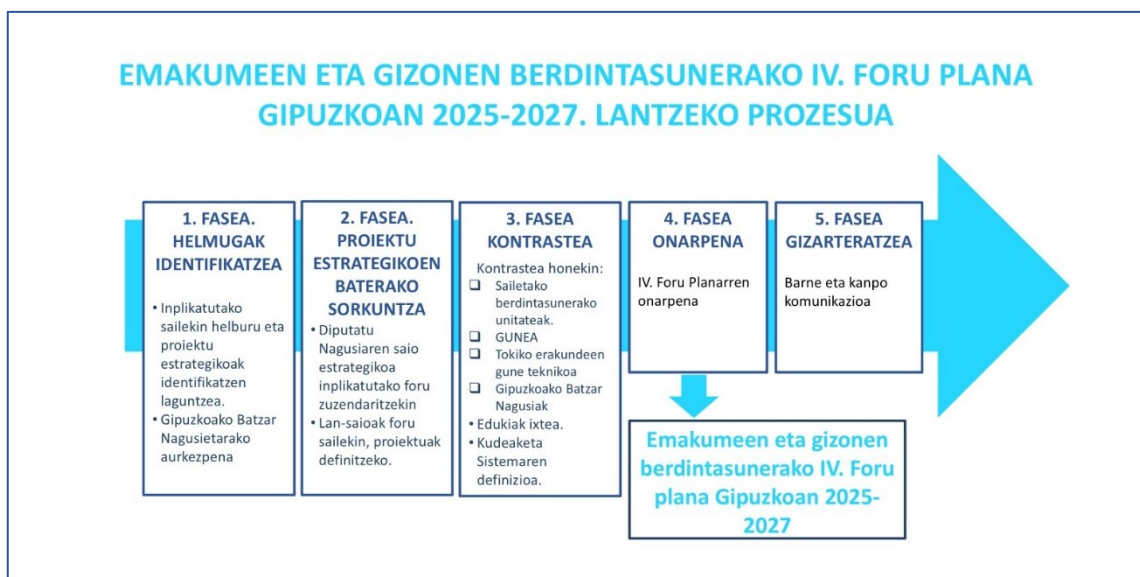 EMAKUMEEN ETA GIZONEN BERDINTASUNERAKO IV. FORU PLANA
GIPUZKOAN 2025-2027. LANTZEKO PROZESUA
1. FASEA.
HELMUGAK
IDENTIFIKATZEA
• Inplikatutako
sailekin helburu eta
proiektu
estrategikoak
identifikatzen
laguntzea.
• Gipuzkoako Batzar
Nagusietarako
aurkezpena
2. FASEA.
PROIEKTU
ESTRATEGIKOEN
BATERAKO
SORKUNTZA
• Diputatu
Nagusiaren saio
estrategikoa
inplikatutako foru
zuzendaritzekin
• Lan-saioak foru
sailekin, proiektuak
definitzeko.
3. FASEA
KONTRASTEA
Kontrastea honekin:
❑ Sailetako
berdintasunerako
unitateak.
❑ GUNEA
❑ Tokiko erakundeen
gune teknikoa
❑ Gipuzkoako Batzar
Nagusiak
• Edukiak ixtea.
• Kudeaketa
Sistemaren
definizioa.
4. FASEA
ONARPENA
IV. Foru Planarren
onarpena
5. FASEA
GIZARTERATZEA
Barne eta kanpo
komunikazioa
Emakumeen eta gizonen
berdintasunerako IV. Foru
plana Gipuzkoan 2025-
2027